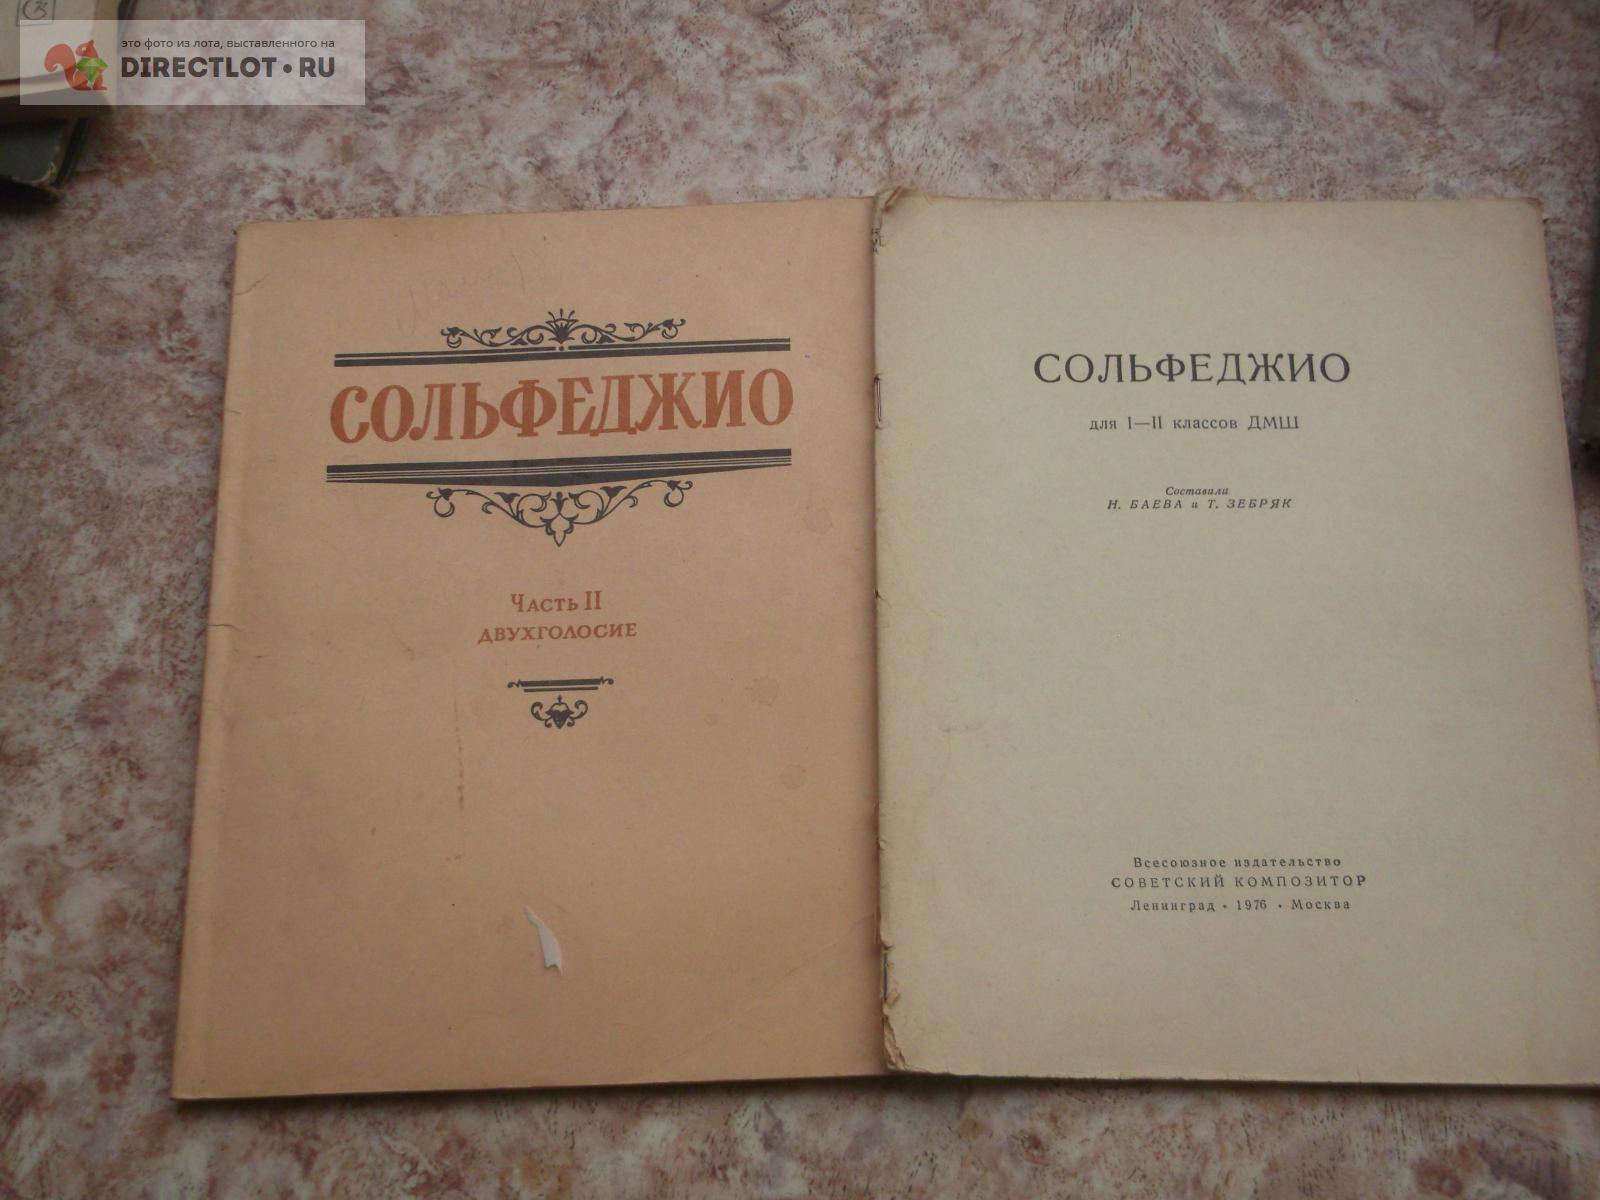 это фото из лота, выставленного на
DIRECTLOT.RU
СОЛЬФЕДЖИО
Часть II
двухголосие
СОЛЬФЕДЖИО
для I—II классов ДМШ
Составили
Н. БАЕВА и Т. ЗЕБРЯК
Всесоюзное издательство
СОВЕТСКИЙ КОМПОЗИТОР
Ленинград · 1976 · Москва